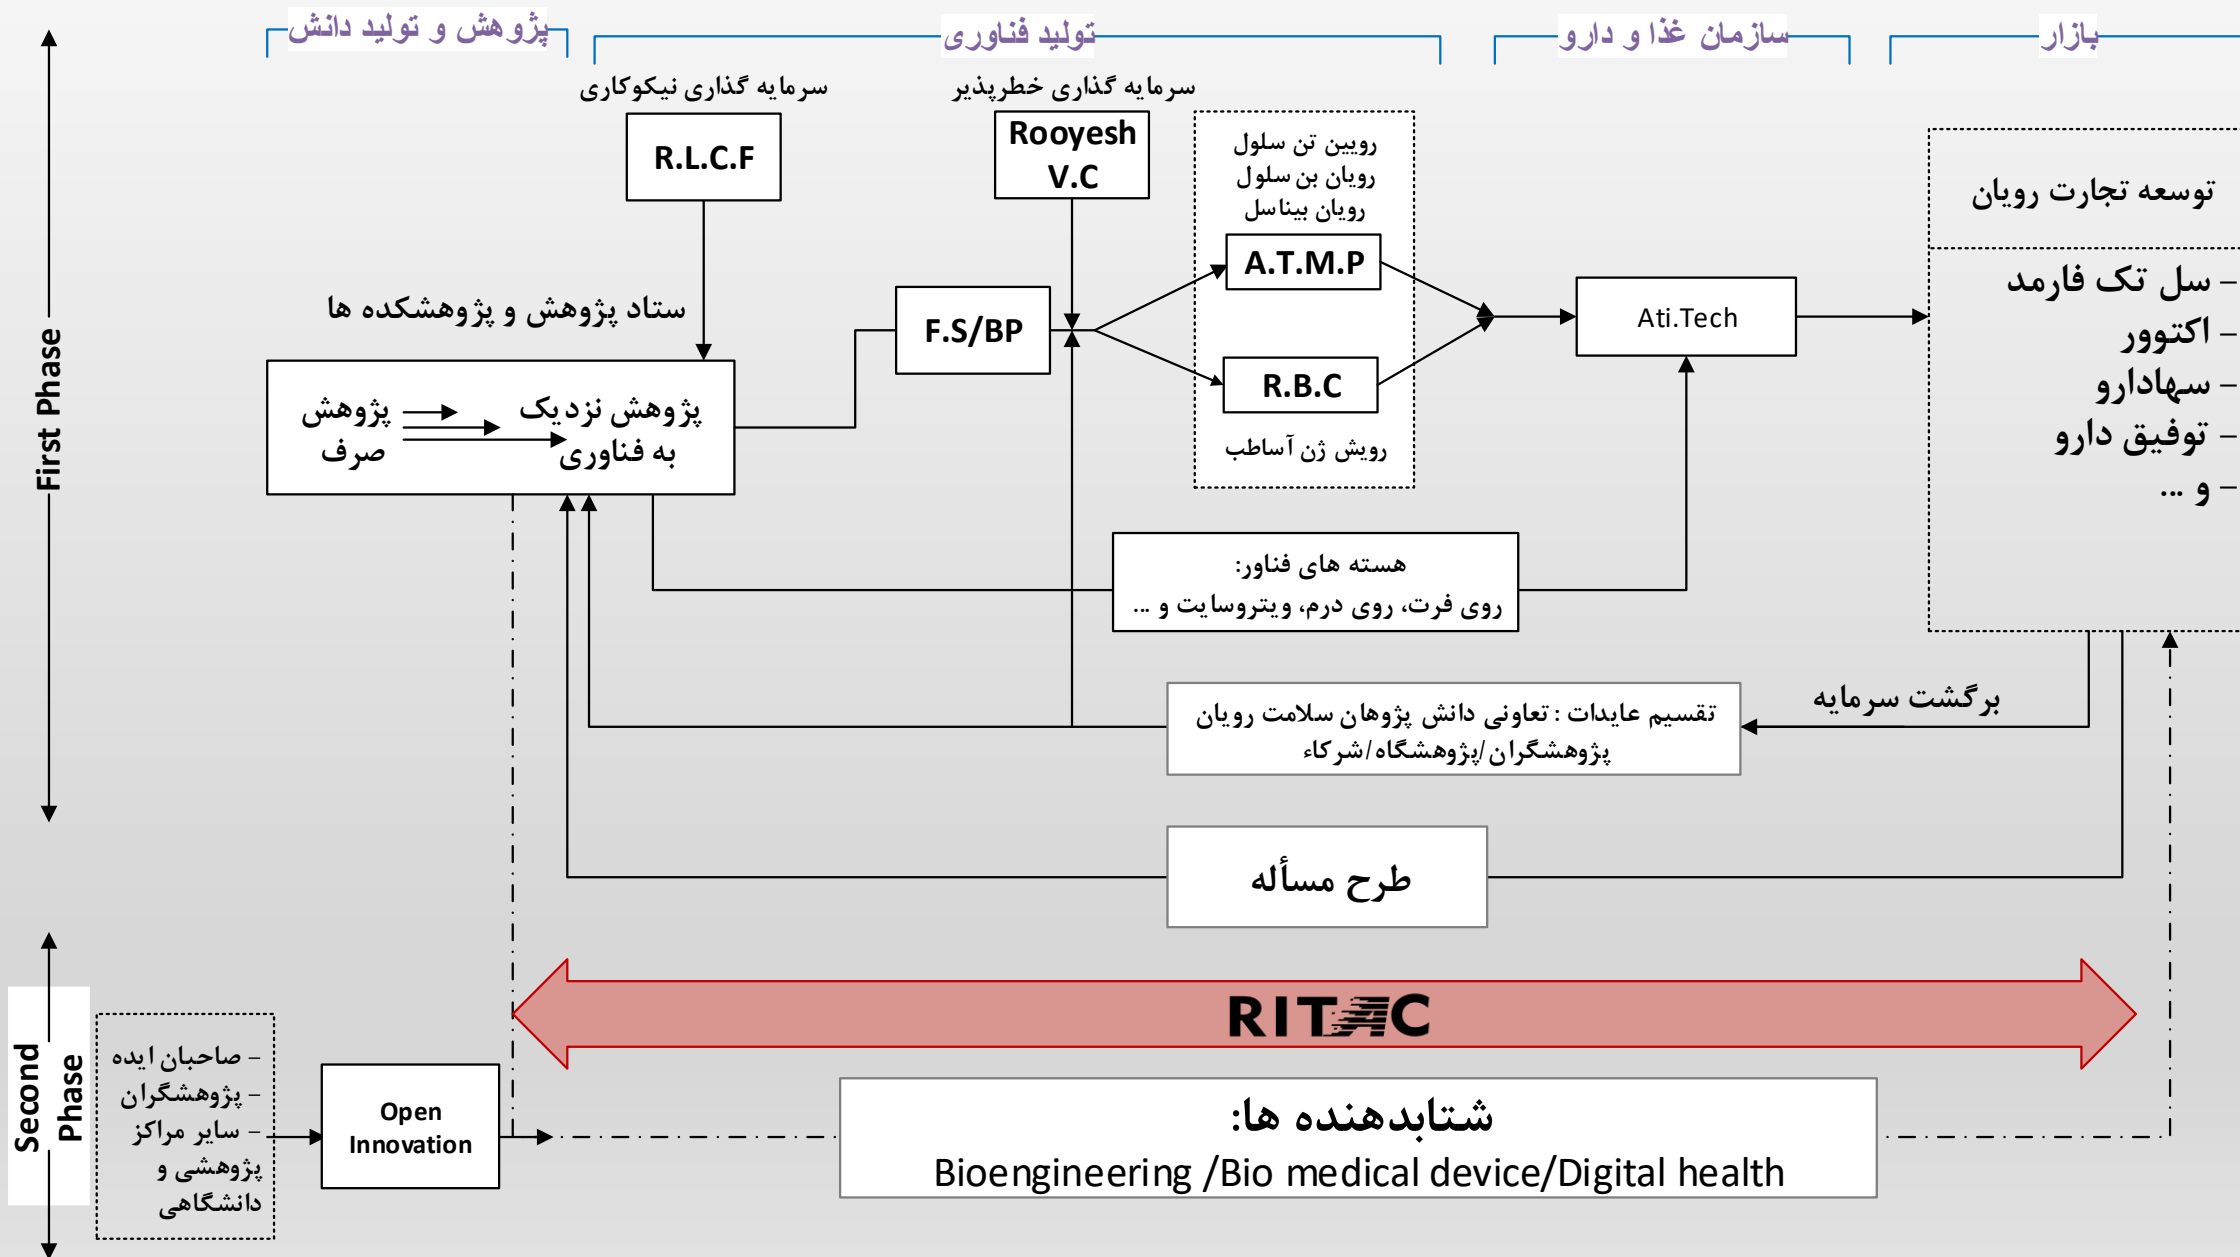 پژوهش و تولید دانش
تولید فناوری
سازمان غذا و دارو
بازار
First Phase
سرمایه گذاری نیکوکاری
R.L.C.F
سرمایه گذاری خطرپذیر
Rooyesh
V.C
رویین تن سلول
رویان بن سلول
رویان بیناسل
A.T.M.P
R.B.C
رویش ژن آساطب
F.S/BP
ستاد پژوهش و پژوهشکده ها
پژوهش
صرف
پژوهش نزدیک
به فناوری
Ati.Tech
توسعه تجارت رویان
– سل تک فارمد
– اکتوور
– سهادارو
– توفیق دارو
– و ...
هسته های فناور:
روی فرت، روی درم، ویتروسایت و ...
برگشت سرمایه
تقسیم عایدات : تعاونی دانش پژوهان سلامت رویان
پژوهشگران/پژوهشگاه/شرکاء
طرح مسأله
Second
Phase
RITAC
– صاحبان ایده
– پژوهشگران
– سایر مراکز
پژوهشی و
دانشگاهی
Open
Innovation
شتابدهنده ها:
Bioengineering /Bio medical device/Digital health